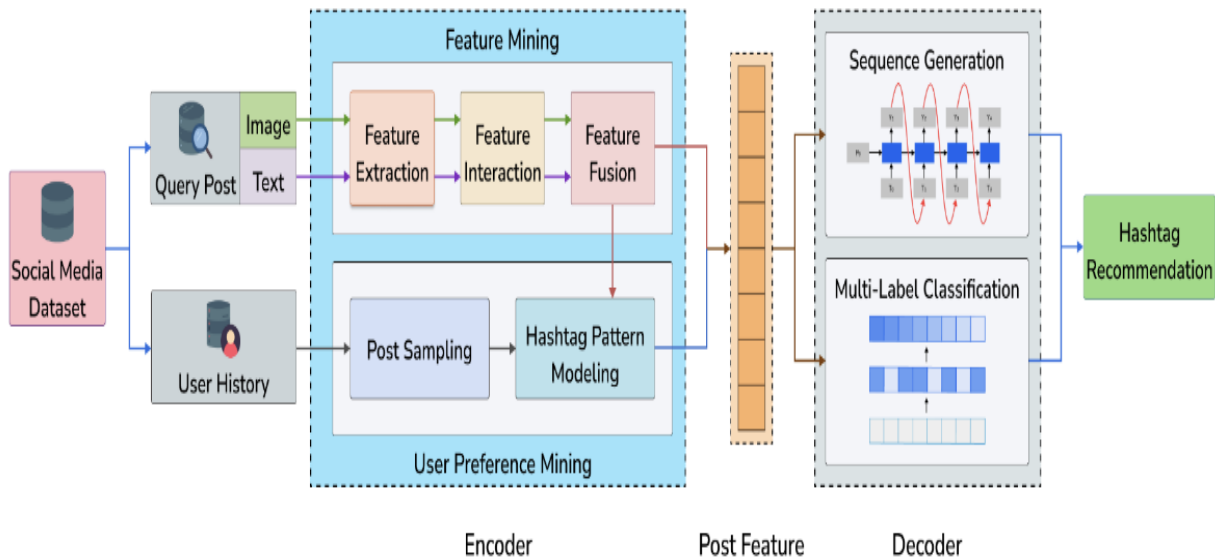 Feature Mining
Sequence Generation
Query Post
Image
Text
Feature
Extraction
Feature
Interaction
Feature
Fusion
Social Media
Dataset
User History
Post Sampling
Hashtag Pattern
Modeling
User Preference Mining
Multi-Label Classification
Hashtag
Recommendation
Encoder
Post Feature
Decoder